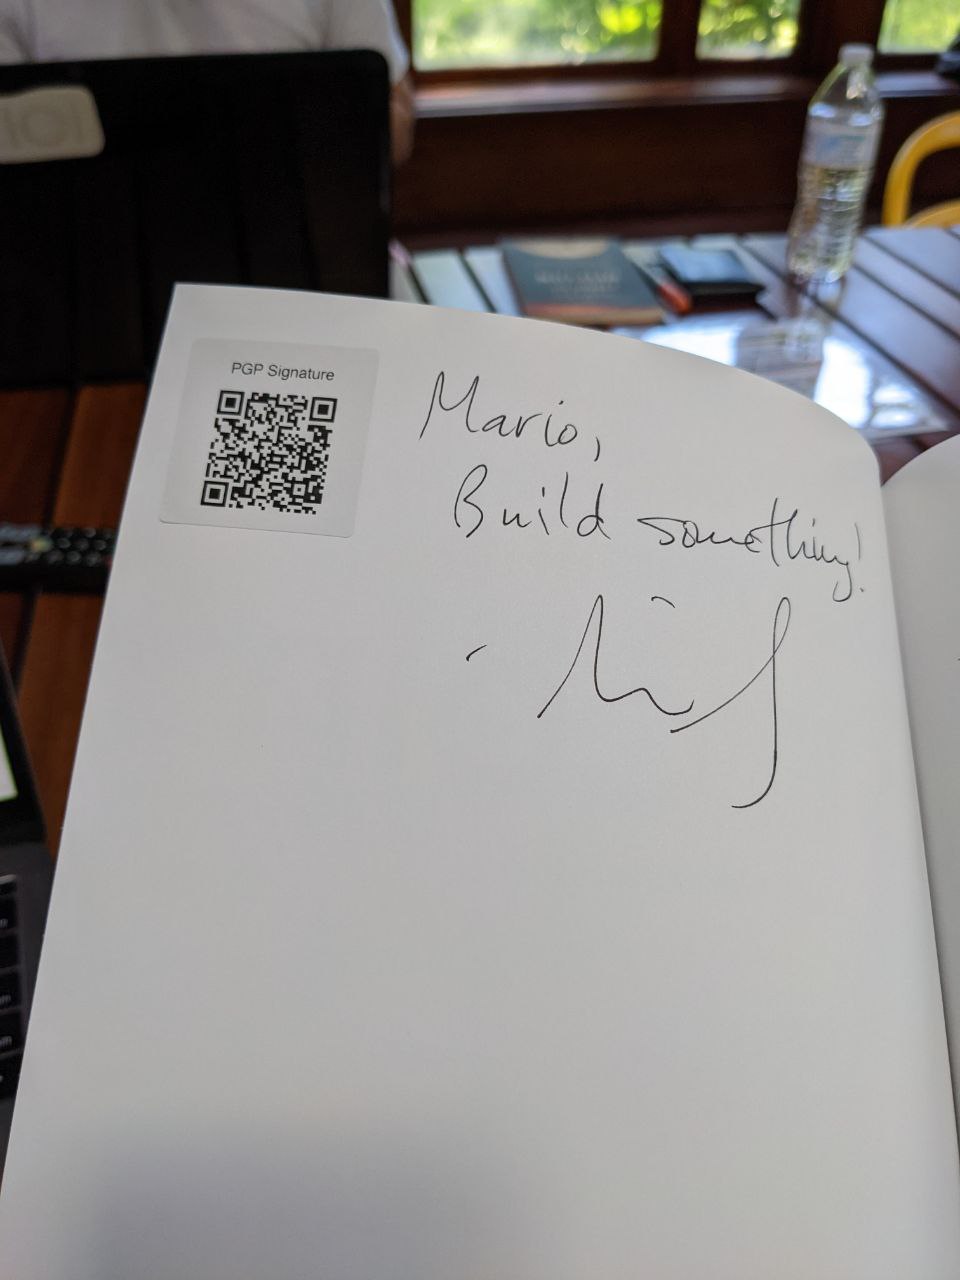 PGP Signature
Mario,
Build something!